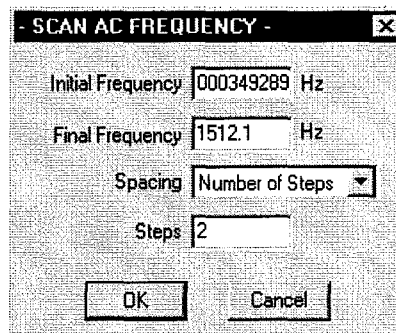 - SCAN AC FREQUENCY -
Initial Frequency 000349289 Hz
Final Frequency 1512.1 Hz
Spacing Number of Steps
Steps 2
OK Cancel